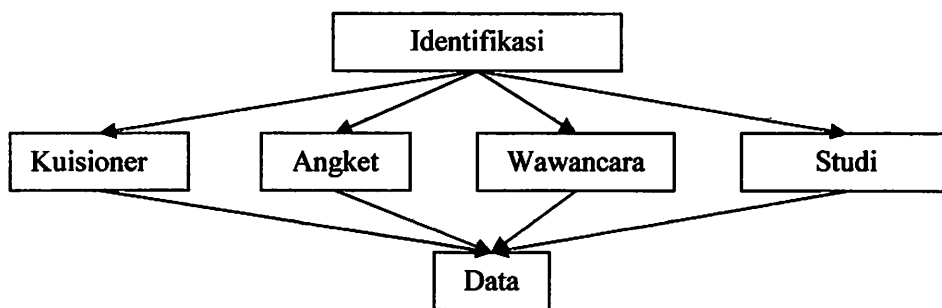 Identifikasi
Kuisioner
Angket
Wawancara
Studi
Data